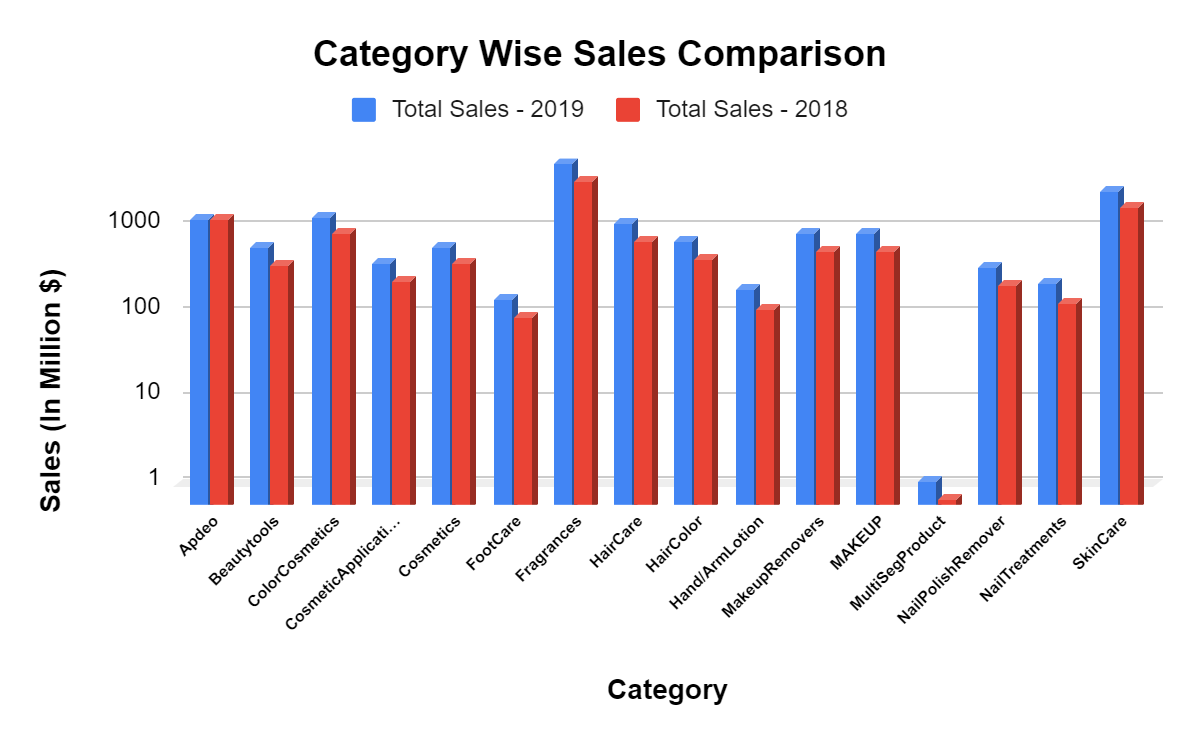 Category Wise Sales Comparison
Total Sales - 2019 Total Sales - 2018
1000
100
10
1
Sales (In Million $)
Apdeo
Beautytools
ColorCosmetics
CosmeticApplicati...
Cosmetics
FootCare
Fragrances
HairCare
HairColor
Hand/ArmLotion
MakeupRemovers
MAKEUP
MultiSegProduct
NailPolishRemover
NailTreatments
SkinCare
Category